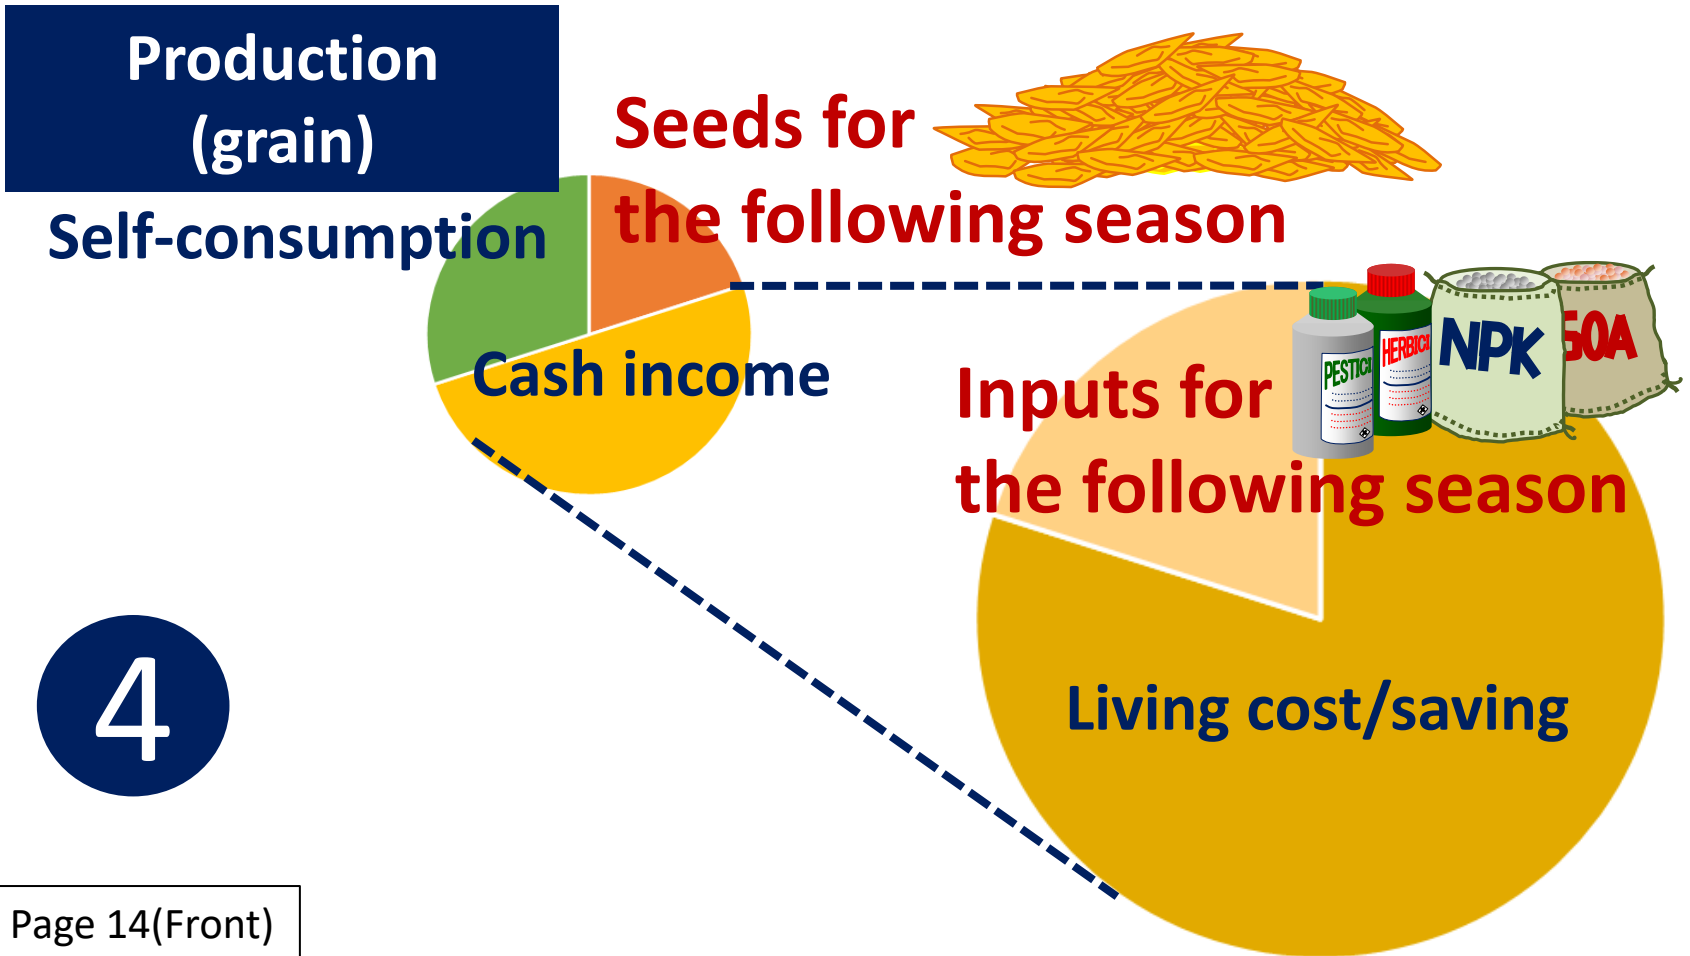 Production
(grain)
Seeds for
the following season
Self-consumption
Cash income
Inputs for
the following season
NPK
Living cost/saving
4
Page 14(Front)